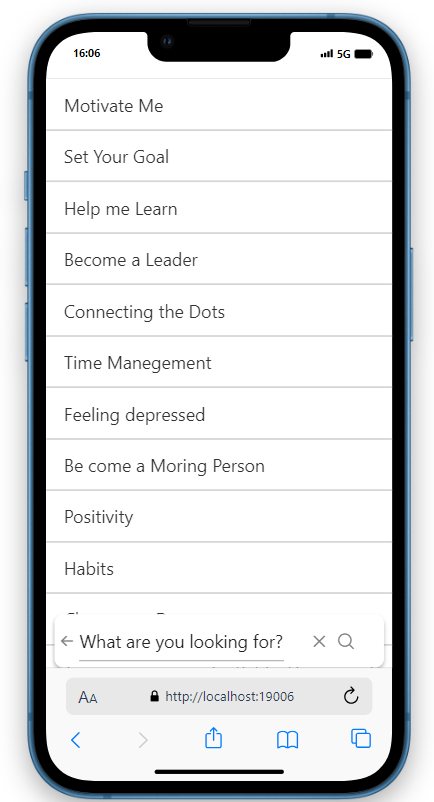 16:06
5G
Motivate Me
Set Your Goal
Help me Learn
Become a Leader
Connecting the Dots
Time Manegement
Feeling depressed
Be come a Moring Person
Positivity
Habits
What are you looking for?
AA
http://localhost:19006